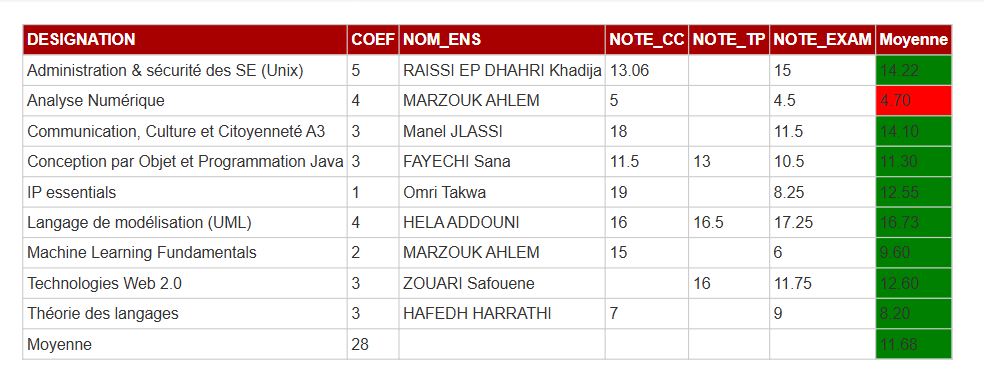 DESIGNATION COEF NOM_ENS NOTE_CC NOTE_TP NOTE_EXAM Moyenne
Administration & sécurité des SE (Unix) 5 RAISSI EP DHAHRI Khadija 13.06 15 14.22
Analyse Numérique 4 MARZOUK AHLEM 5 4.5 4.70
Communication, Culture et Citoyenneté A3 3 Manel JLASSI 18 11.5 14.10
Conception par Objet et Programmation Java 3 FAYECHI Sana 11.5 13 10.5 11.30
IP essentials 1 Omri Takwa 19 8.25 12.55
Langage de modélisation (UML) 4 HELA ADDOUNI 16 16.5 17.25 16.73
Machine Learning Fundamentals 2 MARZOUK AHLEM 15 6 9.60
Technologies Web 2.0 3 ZOUARI Safouene 16 11.75 12.60
Théorie des langages 3 HAFEDH HARRATHI 7 9 8.20
Moyenne 28 11.68